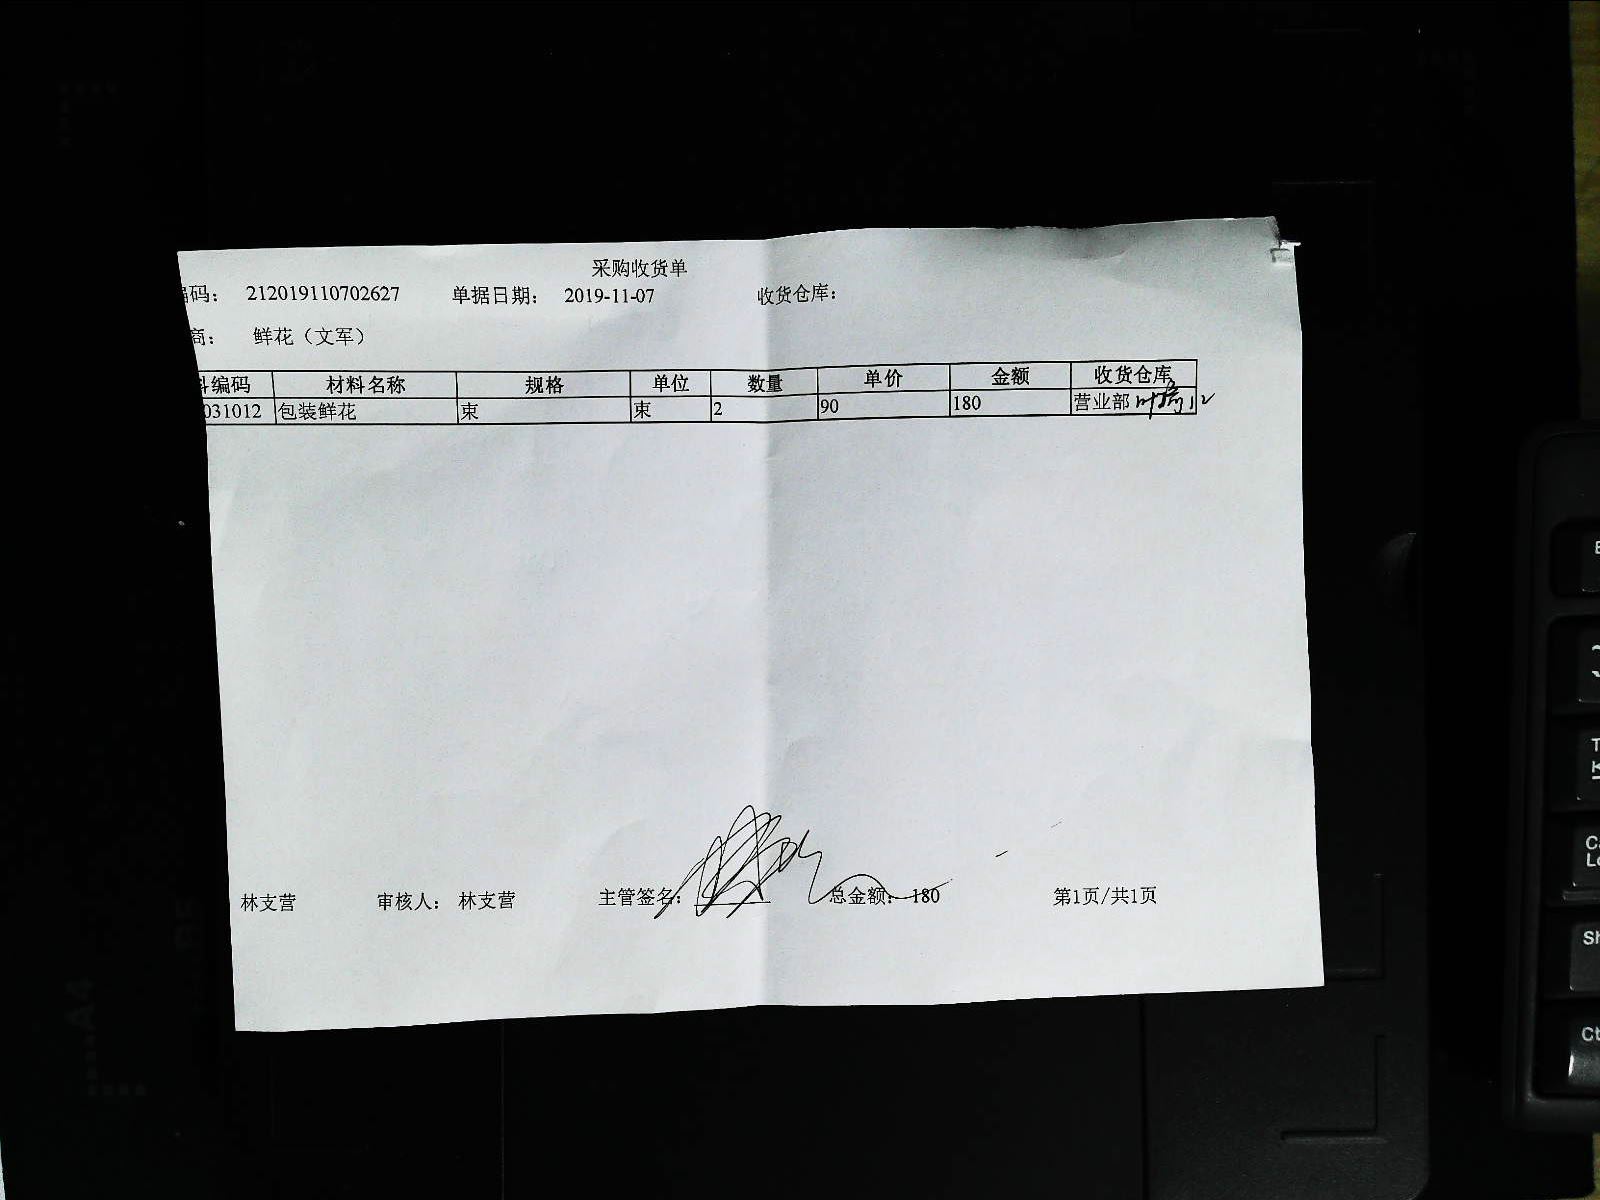 采购收货单
编码： 212019110702627 单据日期： 2019-11-07 收货仓库：
商： 鲜花（文军）
料编码 材料名称 规格 单位 数量 单价 金额 收货仓库
031012 包装鲜花 束 束 2 90 180 营业部
林支营 审核人： 林支营 主管签名： 总金额： 180 第1页/共1页
A4